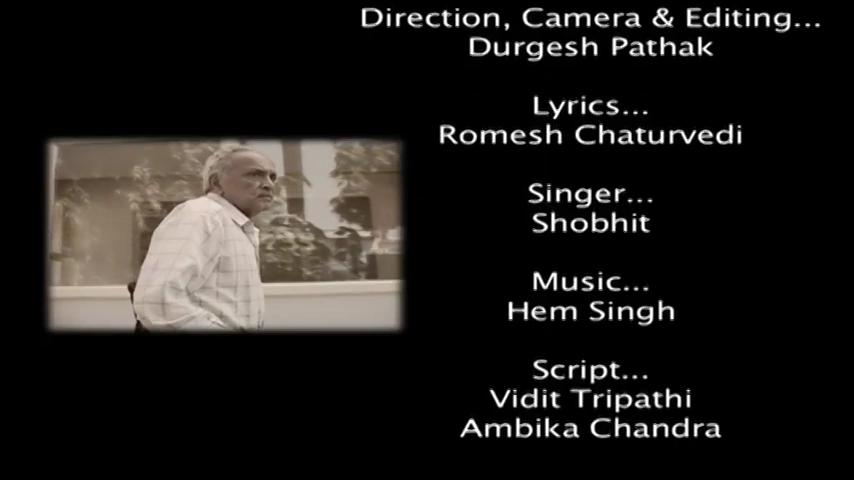 Direction, Camera & Editing...
Durgesh Pathak
Lyrics...
Romesh Chaturvedi
Singer...
Shobhit
Music...
Hem Singh
Script...
Vidit Tripathi
Ambika Chandra